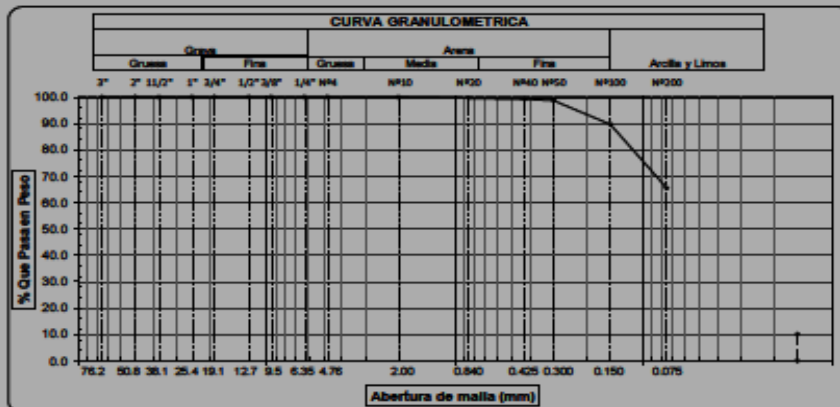 CURVA GRANULOMETRICA
Grava Arena
Gruesa Fina Gruesa Media Fina Arcilla y Limos
3" 2" 11/2" 1" 3/4" 1/2" 3/8" 1/4" Nº4 Nº10 Nº20 Nº40 Nº50 Nº100 Nº200
% Que Pasa en Peso
100.0
90.0
80.0
70.0
60.0
50.0
40.0
30.0
20.0
10.0
0.0
76.2 50.8 38.1 25.4 19.1 12.7 9.5 6.35 4.76 2.00 0.840 0.425 0.300 0.150 0.075
Abertura de malla (mm)